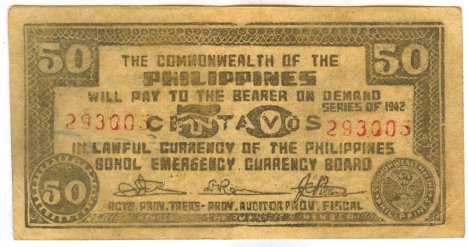 50 50
THE COMMONWEALTH OF THE
PHILIPPINES
WILL PAY TO THE BEARER ON DEMAND
SERIES OF 1942
293005 CENTAVOS 293005
IN LAWFUL CURRENCY OF THE PHILIPPINES
BOHOL EMERGENCY CURRENCY BOARD
50
ACTG. PROV. TREAS- PROV. AUDITOR PROV. FISCAL
MEMBER MEMBER